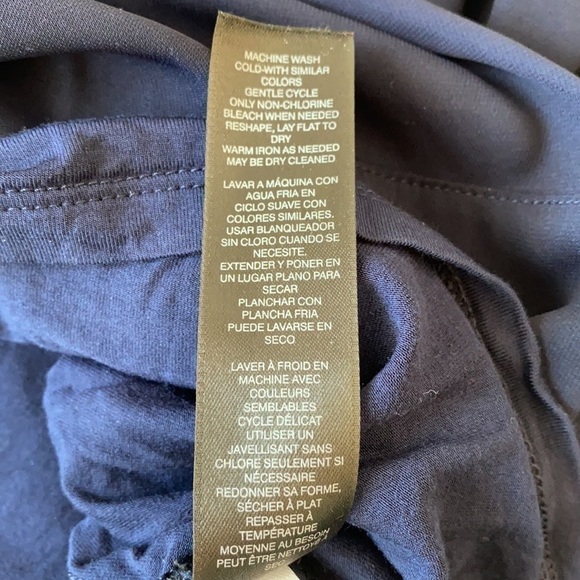 MACHINE WASH
COLD-WITH SIMILAR
COLORS
GENTLE CYCLE
ONLY NON-CHLORINE
BLEACH WHEN NEEDED
RESHAPE, LAY FLAT TO
DRY
WARM IRON AS NEEDED
MAY BE DRY CLEANED
LAVAR A MÁQUINA CON
AGUA FRIA EN
CICLO SUAVE CON
COLORES SIMILARES.
USAR BLANQUEADOR
SIN CLORO CUANDO SE
NECESITE.
EXTENDER Y PONER EN
UN LUGAR PLANO PARA
SECAR
PLANCHAR CON
PLANCHA FRIA
PUEDE LAVARSE EN
SECO
LAVER À FROID EN
MACHINE AVEC
COULEURS
SEMBLABLES
CYCLE DÉLICAT
UTILISER UN
JAVELLISANT SANS
CHLORE SEULEMENT SI
NÉCESSAIRE
REDONNER SA FORME,
SÉCHER À PLAT
REPASSER À
TEMPÉRATURE
MOYENNE AU BESOIN
PEUT ÊTRE NETTOYÉ À
SEC